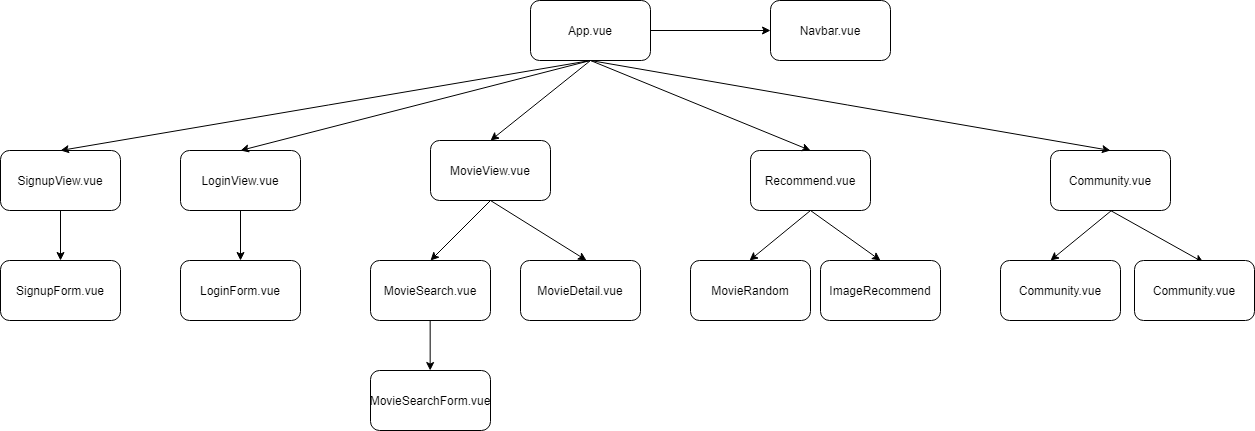 App.vue
Navbar.vue
SignupView.vue
LoginView.vue
MovieView.vue
Recommend.vue
Community.vue
SignupForm.vue
LoginForm.vue
MovieSearch.vue
MovieDetail.vue
MovieRandom
ImageRecommend
Community.vue
Community.vue
MovieSearchForm.vue